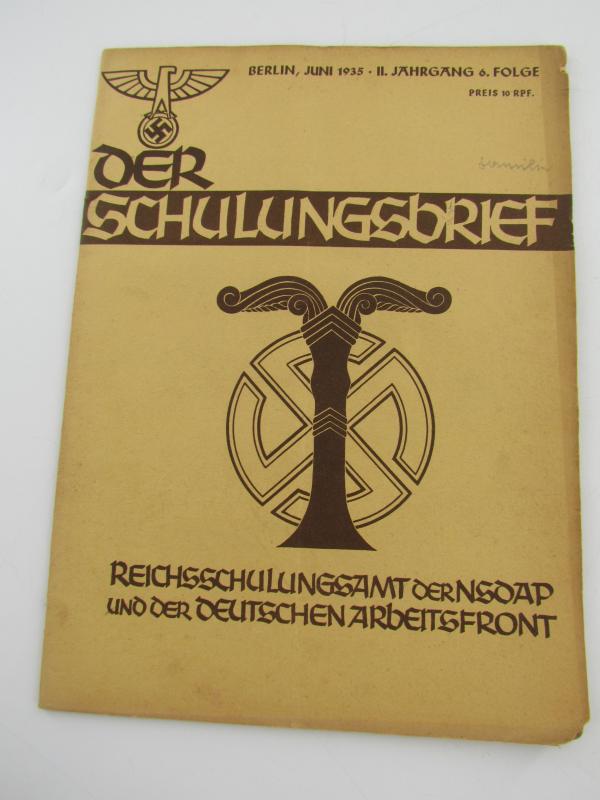 BERLIN, JUNI 1935 · II. JAHRGANG 6. FOLGE
PREIS 10 RPF.
DER
SCHULUNGSBRIEF
REICHSSCHULUNGSAMT DER NSDAP
UND DER DEUTSCHEN ARBEITSFRONT